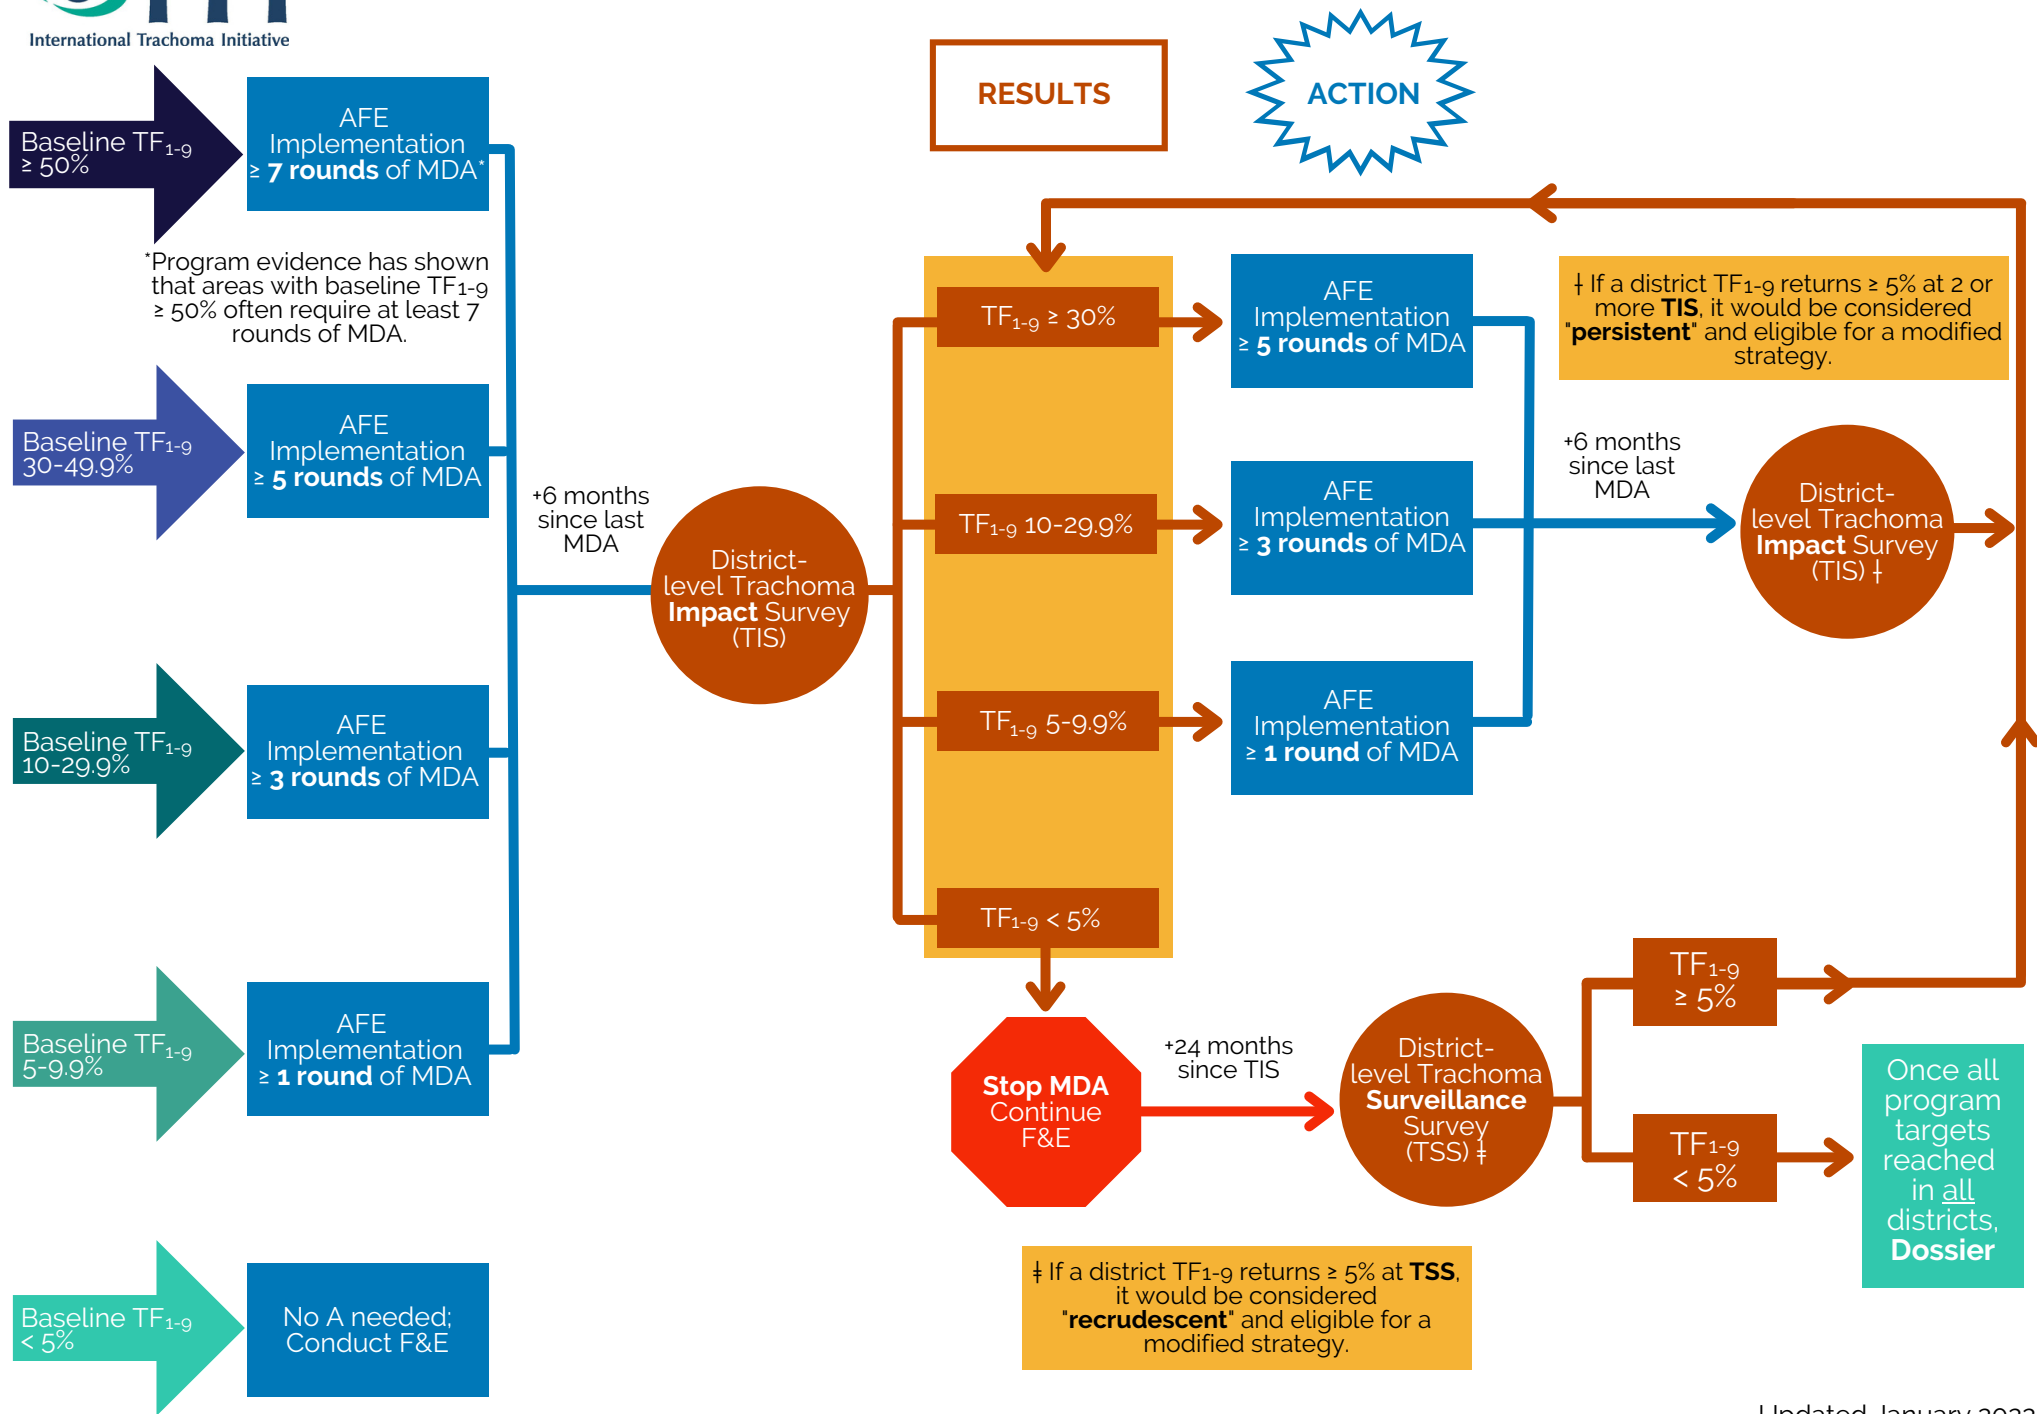 International Trachoma Initiative
RESULTS
ACTION
Baseline TF₁₋₉
≥ 50%
AFE
Implementation
≥ 7 rounds of MDA*
*Program evidence has shown
that areas with baseline TF1-9
≥ 50% often require at least 7
rounds of MDA.
Baseline TF₁₋₉
30-49.9%
AFE
Implementation
≥ 5 rounds of MDA
Baseline TF₁₋₉
10-29.9%
AFE
Implementation
≥ 3 rounds of MDA
Baseline TF₁₋₉
5-9.9%
AFE
Implementation
≥ 1 round of MDA
Baseline TF₁₋₉
< 5%
No A needed;
Conduct F&E
+6 months
since last
MDA
District-
level Trachoma
Impact Survey
(TIS)
TF₁₋₉ ≥ 30%
AFE
Implementation
≥ 5 rounds of MDA
TF₁₋₉ 10-29.9%
AFE
Implementation
≥ 3 rounds of MDA
TF₁₋₉ 5-9.9%
AFE
Implementation
≥ 1 round of MDA
TF₁₋₉ < 5%
ƚ If a district TF1-9 returns ≥ 5% at 2 or
more TIS, it would be considered
"persistent" and eligible for a modified
strategy.
+6 months
since last
MDA
District-
level Trachoma
Impact Survey
(TIS) ƚ
Stop MDA
Continue
F&E
+24 months
since TIS
District-
level Trachoma
Surveillance
Survey
(TSS) ǂ
TF₁₋₉
≥ 5%
TF₁₋₉
< 5%
Once all
program
targets
reached
in all
districts,
Dossier
ǂ If a district TF1-9 returns ≥ 5% at TSS,
it would be considered
"recrudescent" and eligible for a
modified strategy.
Updated January